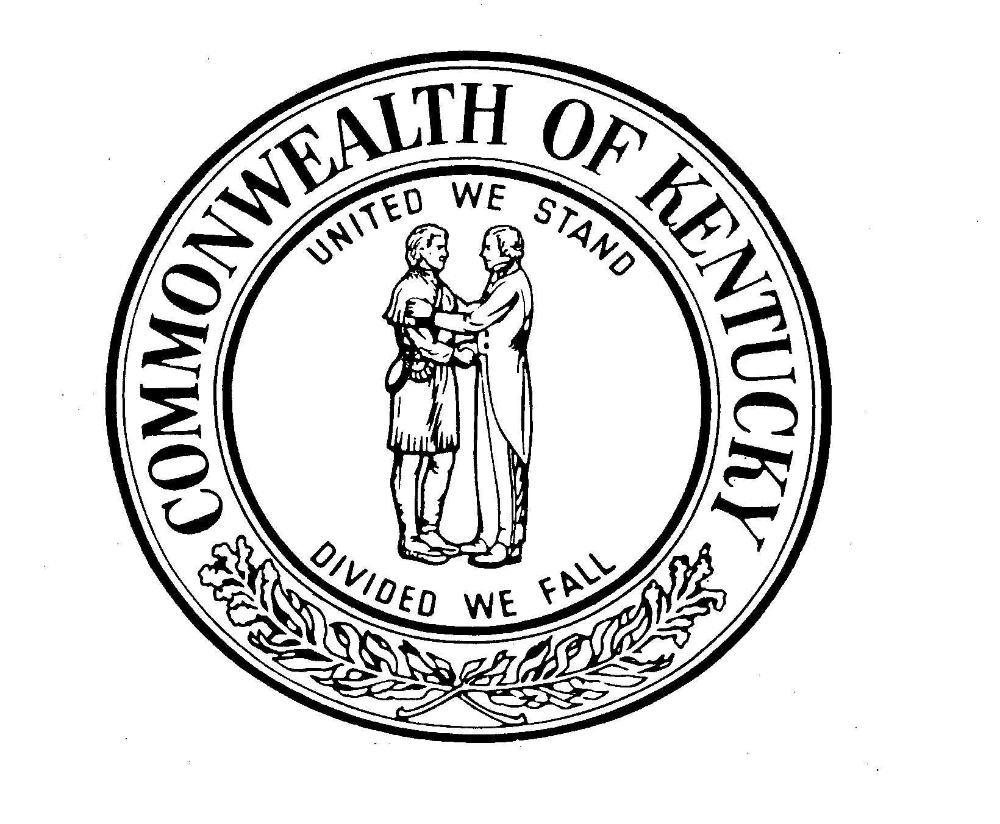 COMMONWEALTH OF KENTUCKY
UNITED WE STAND
DIVIDED WE FALL